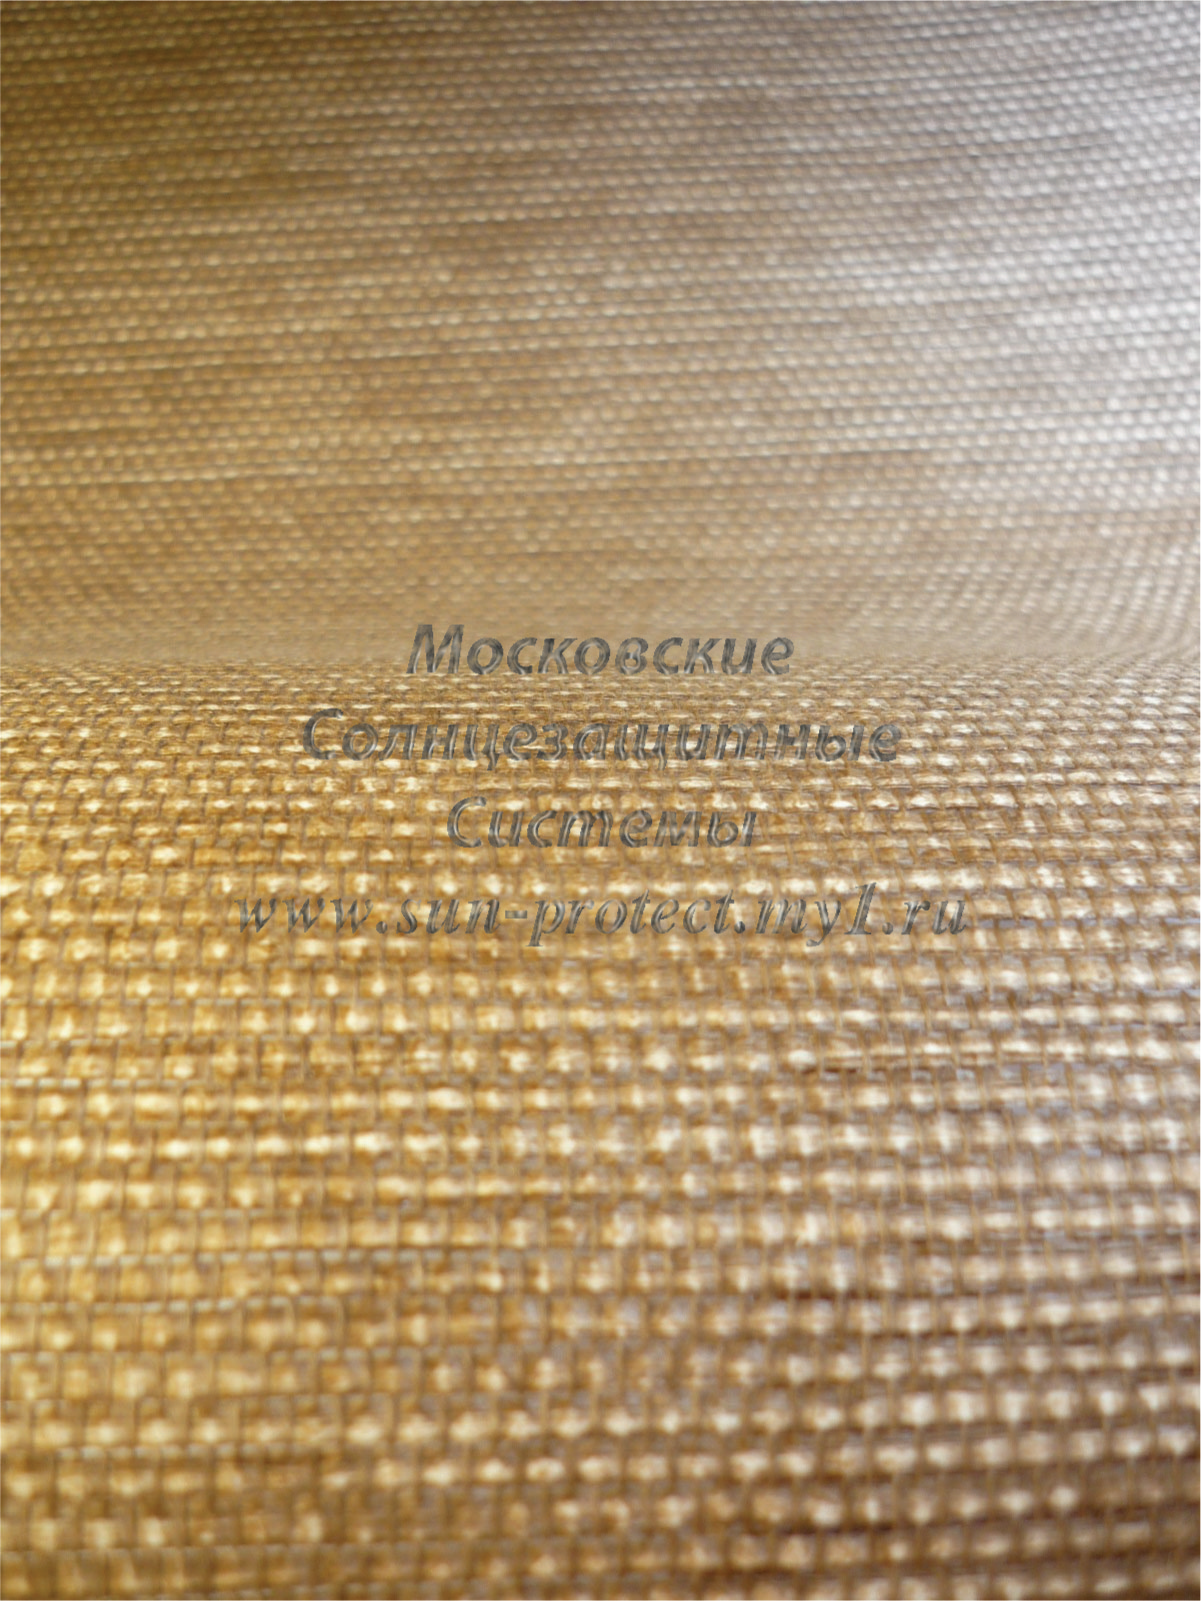 Московские
Солнцезащитные
Системы
www.sun-protect.my1.ru